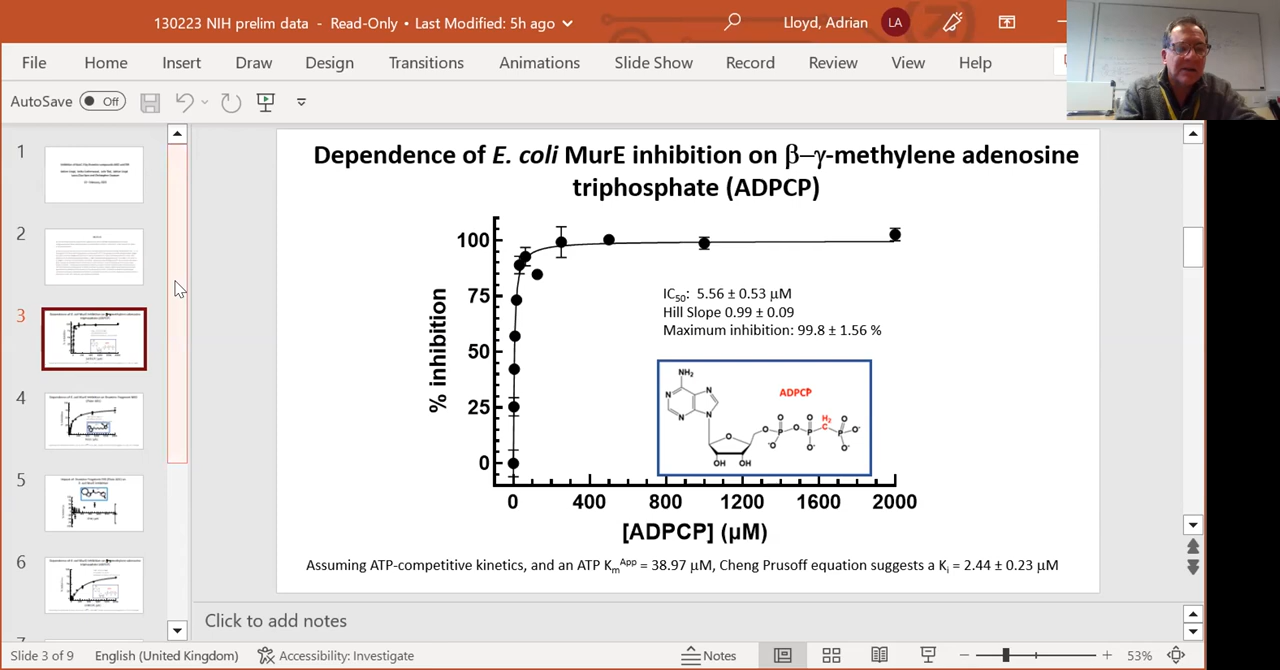 130223 NIH prelim data - Read-Only • Last Modified: 5h ago
Lloyd, Adrian LA
File Home Insert Draw Design Transitions Animations Slide Show Record Review View Help
AutoSave Off
1
2
3
4
5
6
Dependence of E. coli MurE inhibition on β–γ-methylene adenosine
triphosphate (ADPCP)
% inhibition
100
75
50
25
0
IC50: 5.56 ± 0.53 μM
Hill Slope 0.99 ± 0.09
Maximum inhibition: 99.8 ± 1.56 %
ADPCP
NH2
N N
N N
O O P O P H2 C P O O O-
-O O- O-
OH OH
0 400 800 1200 1600 2000
[ADPCP] (μM)
Assuming ATP-competitive kinetics, and an ATP KmApp = 38.97 μM, Cheng Prusoff equation suggests a Ki = 2.44 ± 0.23 μM
Click to add notes
Slide 3 of 9 English (United Kingdom) Accessibility: Investigate Notes 53%